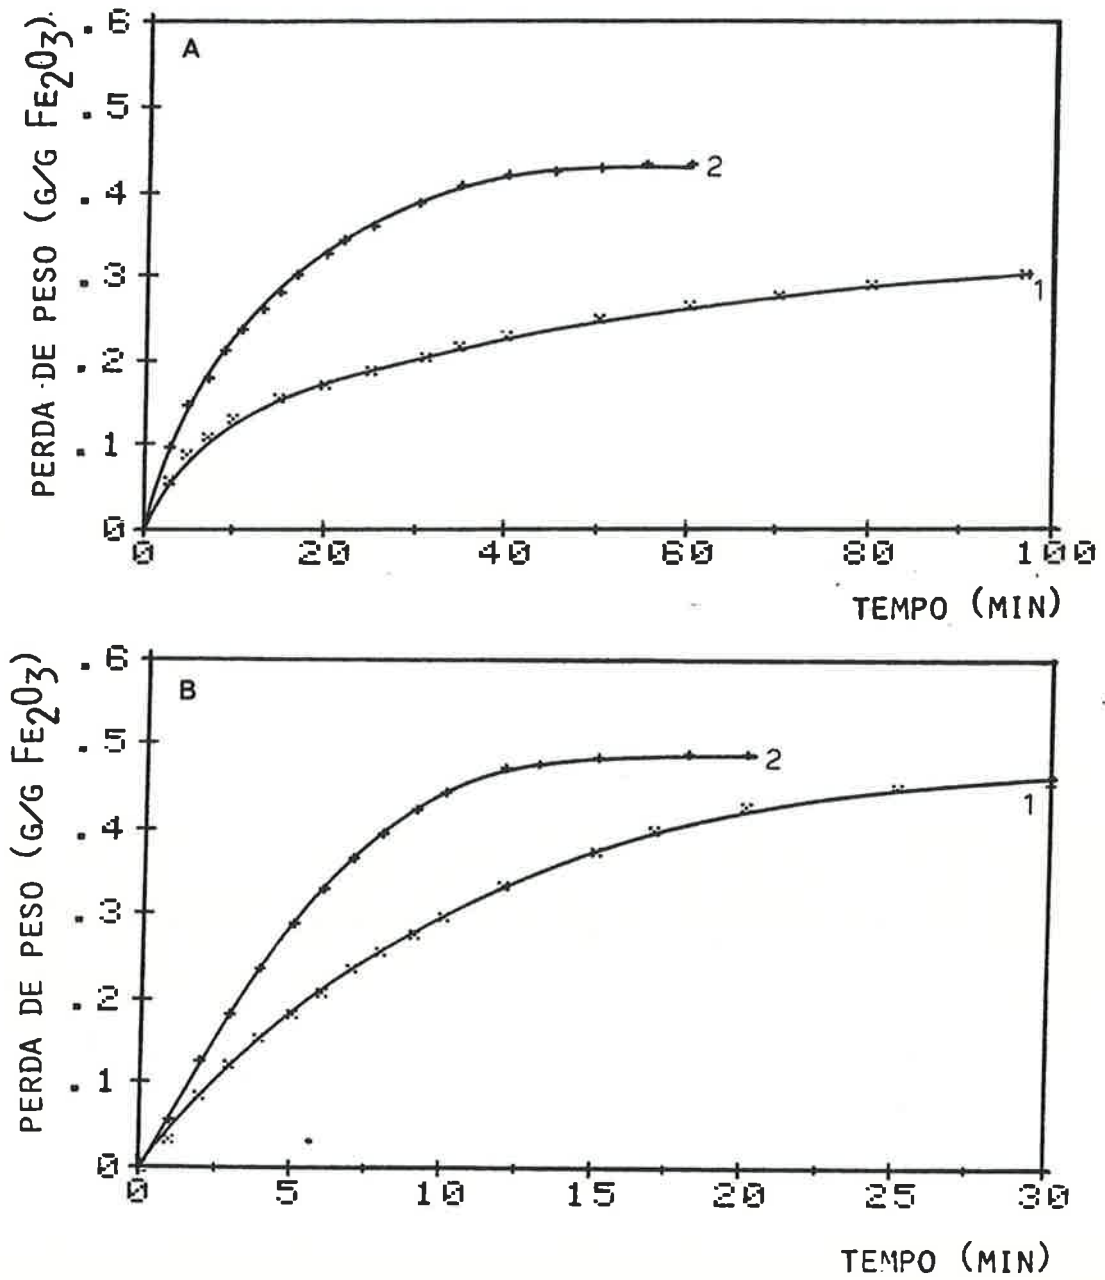 PERDA DE PESO (G/G FE2O3).
A
.6
.5
.4
.3
.2
.1
0
2
1
0 20 40 60 80 100
TEMPO (MIN)
PERDA DE PESO (G/G FE2O3)
B
.6
.5
.4
.3
.2
.1
0
2
1
0 5 10 15 20 25 30
TEMPO (MIN)